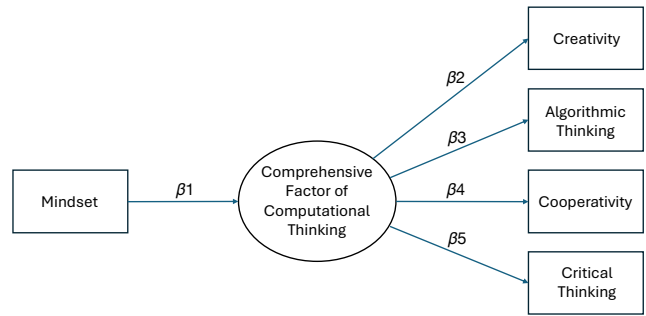 Creativity
β2
Algorithmic
Thinking
β3
Comprehensive
Factor of
Computational
Thinking
Mindset
β1
β4
Cooperativity
β5
Critical
Thinking